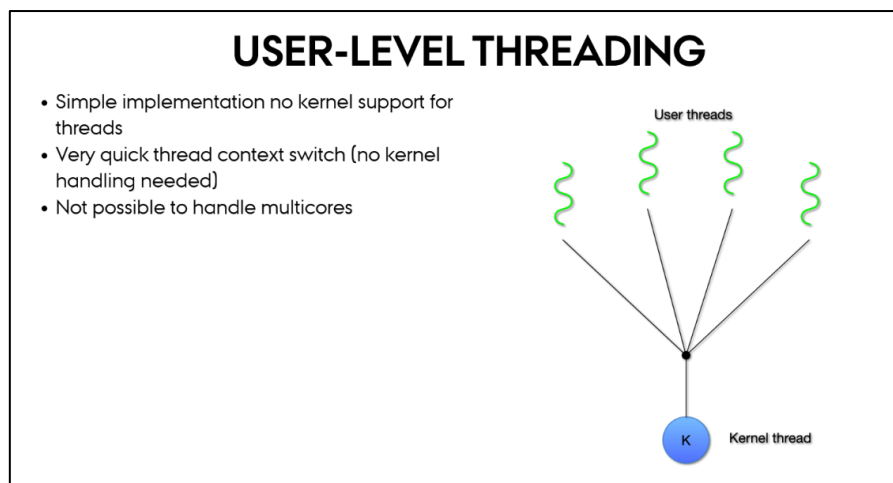 USER-LEVEL THREADING
• Simple implementation no kernel support for
threads
• Very quick thread context switch (no kernel
handling needed)
• Not possible to handle multicores
User threads
K
Kernel thread